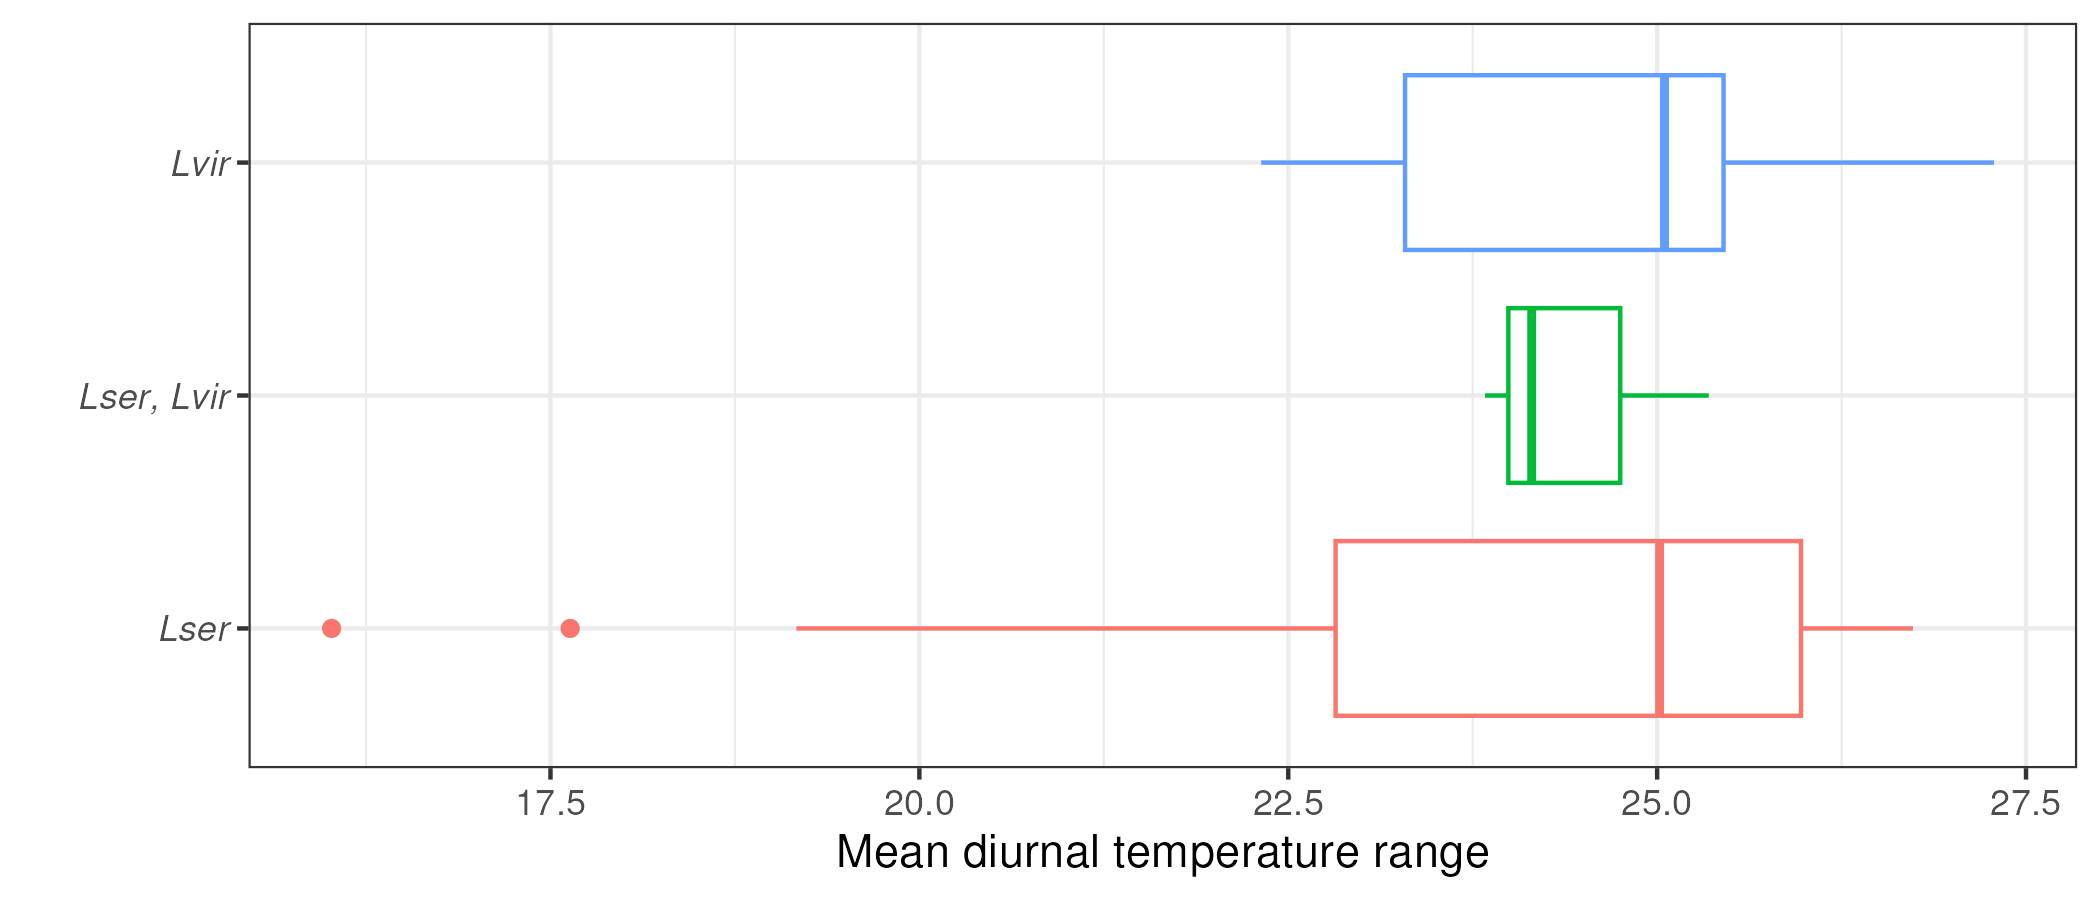 Lvir
Lser, Lvir
Lser
17.5 20.0 22.5 25.0 27.5
Mean diurnal temperature range